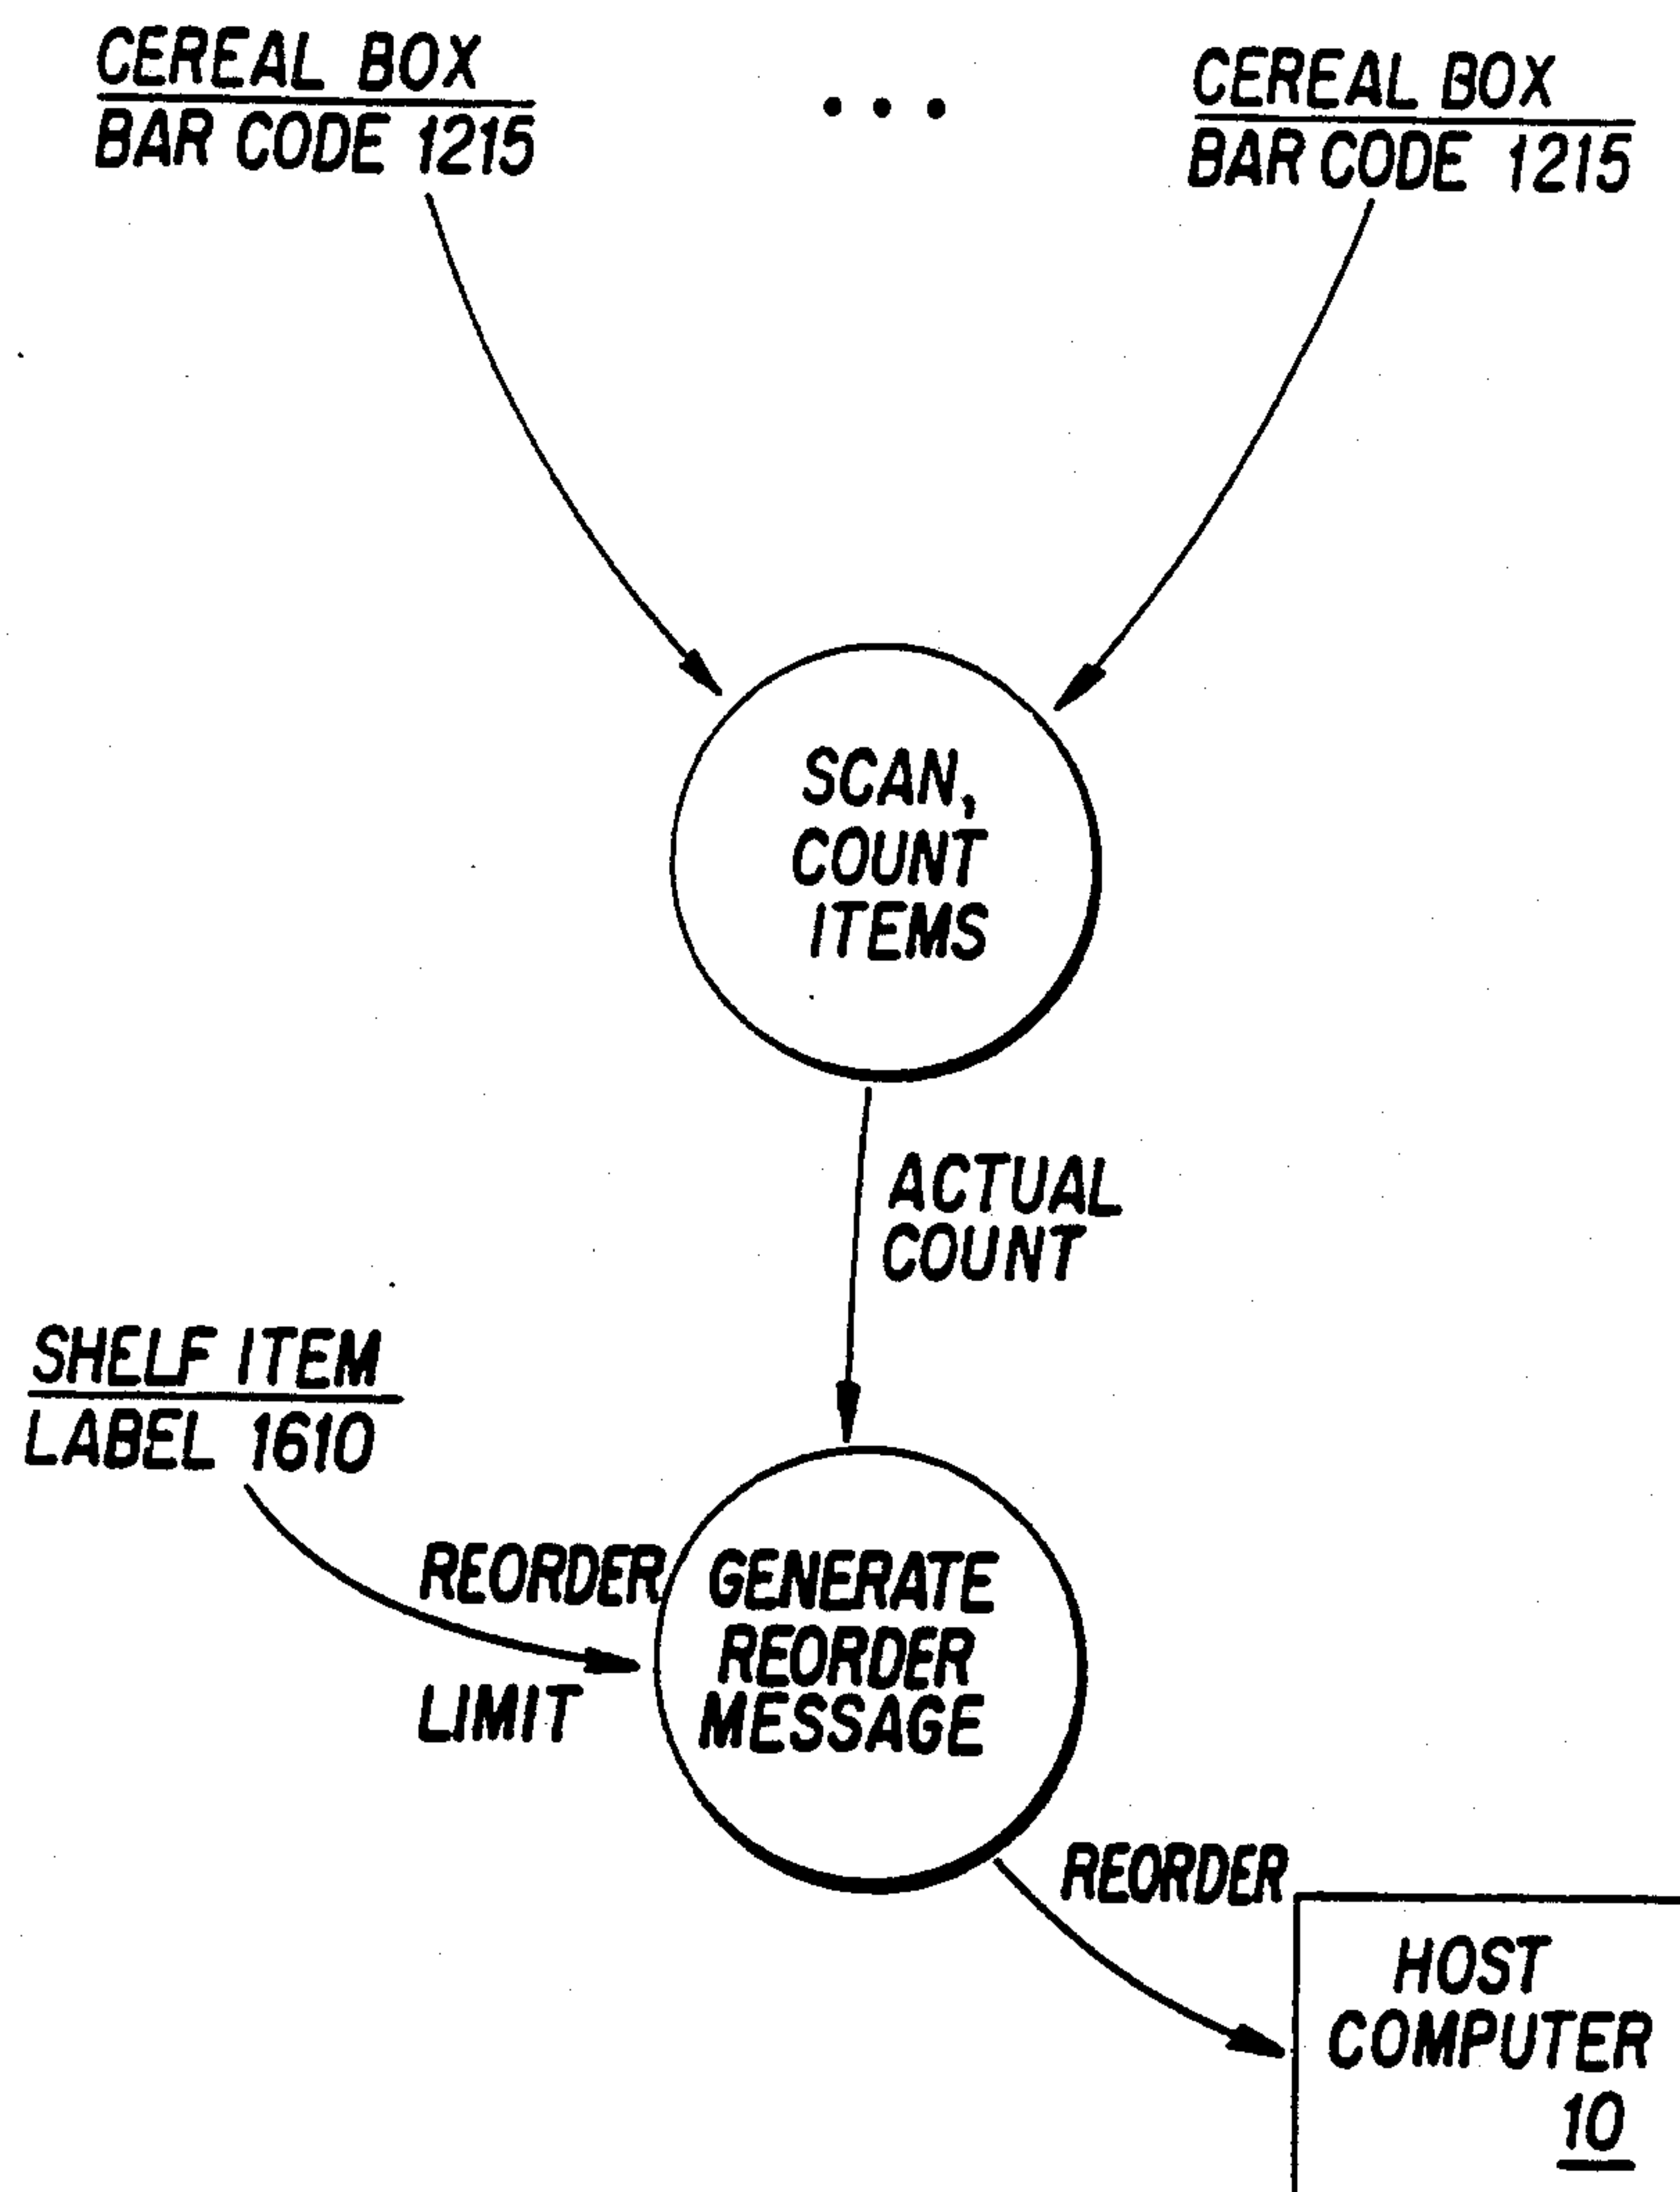 CEREAL BOX
BAR CODE 1215
• • •
CEREAL BOX
BAR CODE 1215
SCAN,
COUNT
ITEMS
ACTUAL
COUNT
SHELF ITEM
LABEL 1610
REORDER
LIMIT
GENERATE
REORDER
MESSAGE
REORDER
HOST
COMPUTER
10